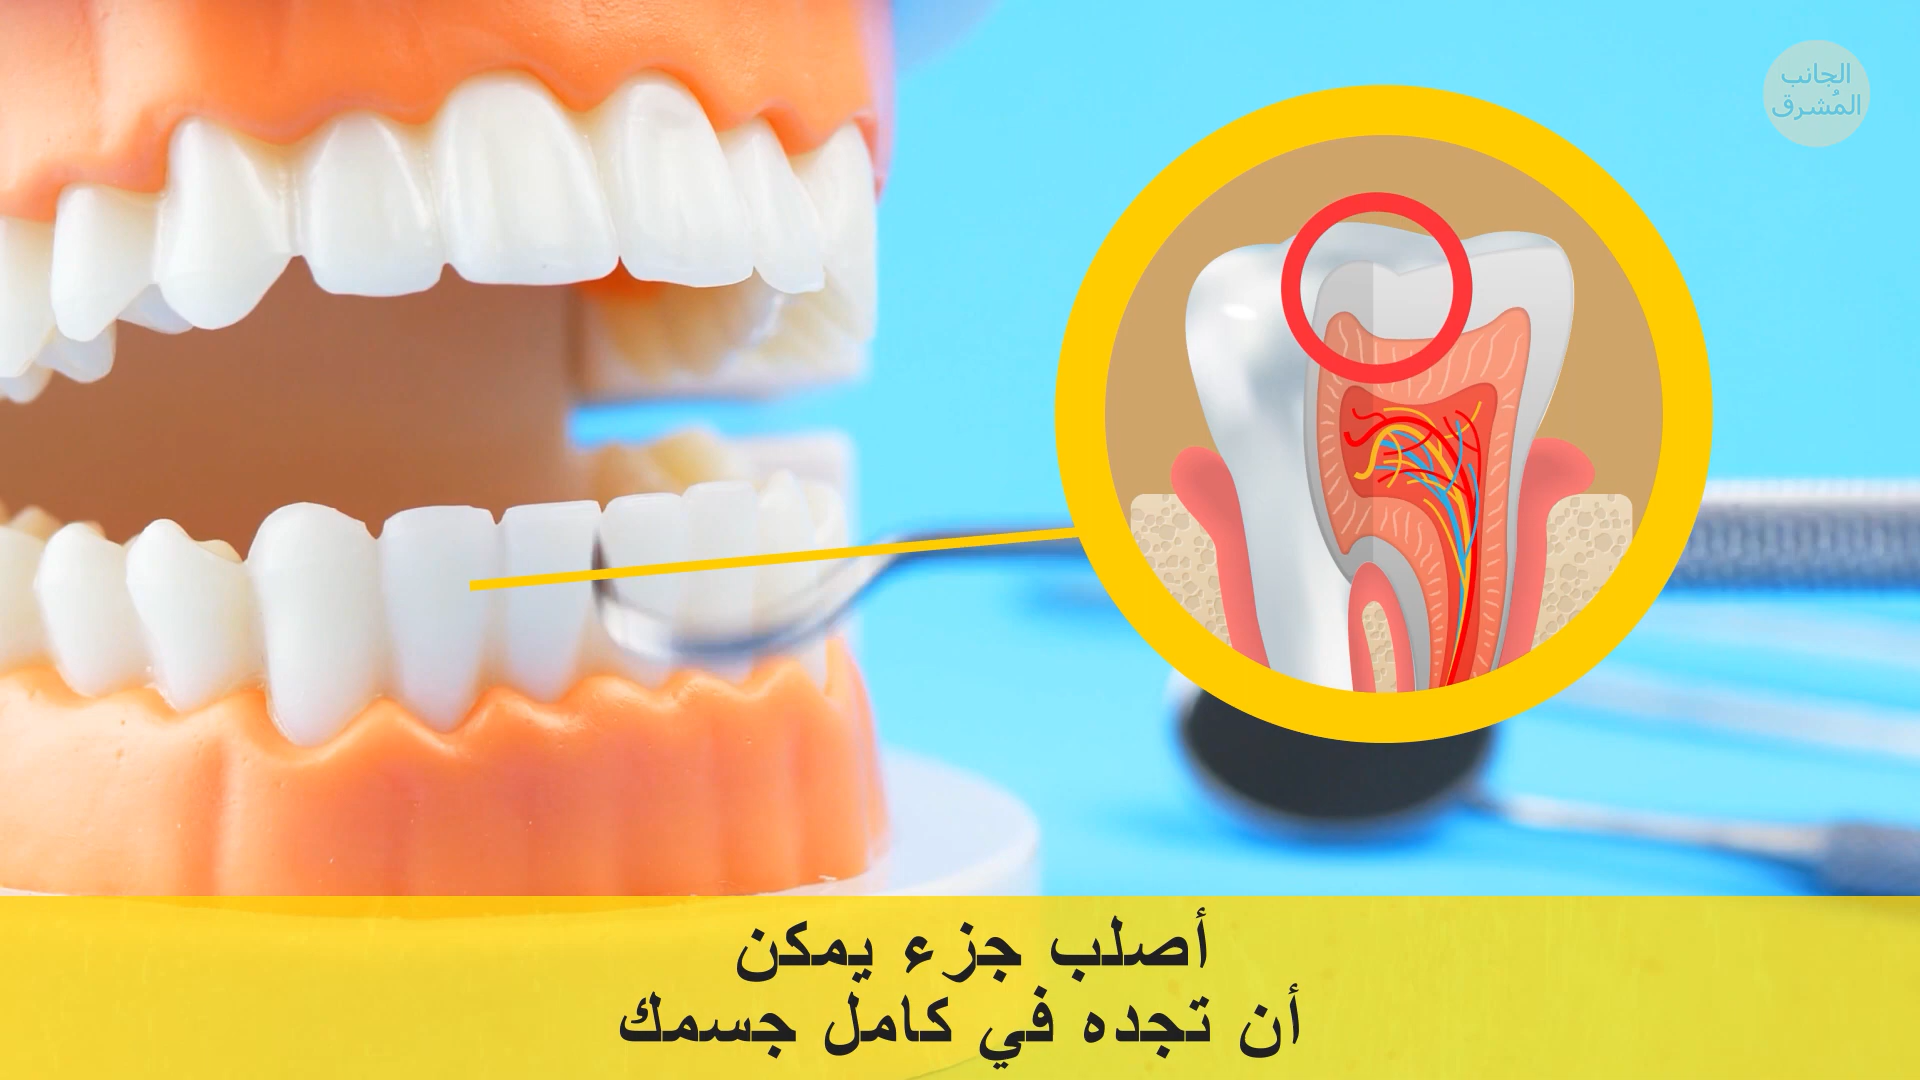 الجانب
المُشرق
أصلب جزء يمكن
أن تجده في كامل جسمك